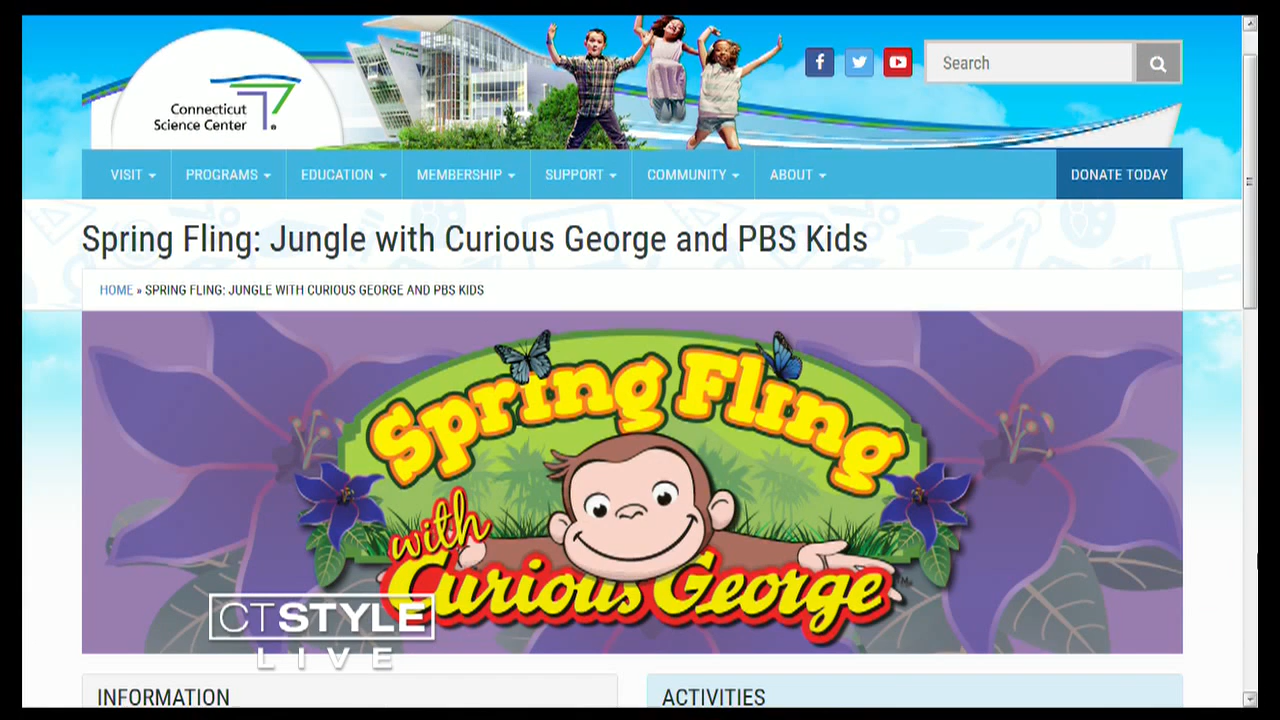 Connecticut
Science Center
Search
VISIT
PROGRAMS
EDUCATION
MEMBERSHIP
SUPPORT
COMMUNITY
ABOUT
DONATE TODAY
Spring Fling: Jungle with Curious George and PBS Kids
HOME » SPRING FLING: JUNGLE WITH CURIOUS GEORGE AND PBS KIDS
Spring Fling
with
Curious George
CT STYLE
LIVE
INFORMATION
ACTIVITIES